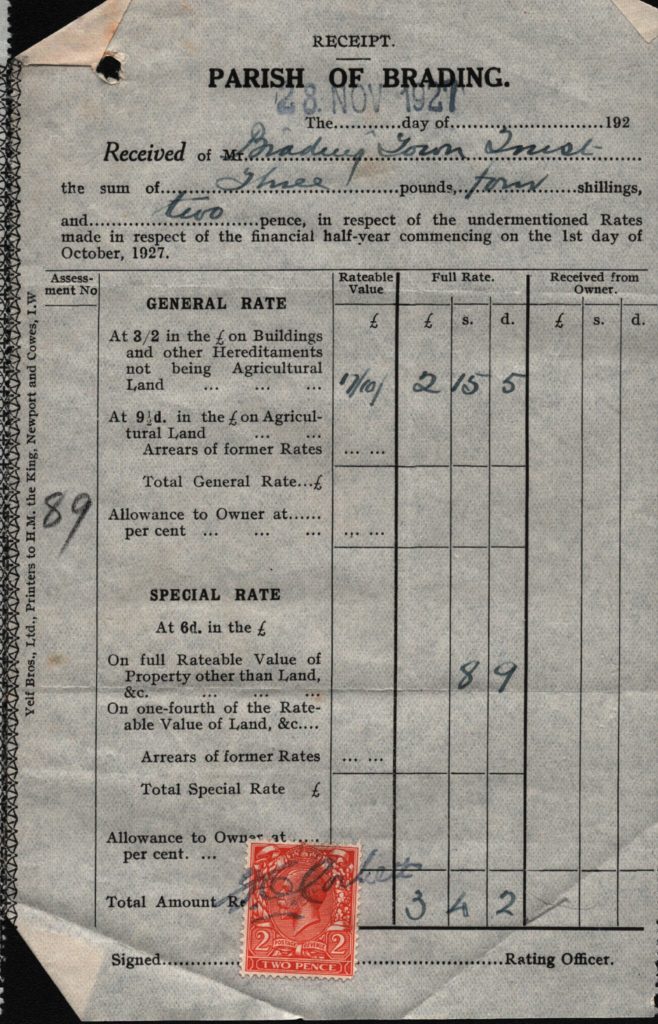 RECEIPT.
PARISH OF BRADING.
28 NOV 1927
The............day of........................192
Received of Mr Brading Town Trust
the sum of Three pounds, four shillings,
and two pence, in respect of the undermentioned Rates
made in respect of the financial half-year commencing on the 1st day of
October, 1927.
Assess-
ment No
Rateable
Value
Full Rate.
Received from
Owner.
GENERAL RATE
£ £ s. d. £ s. d.
At 3/2 in the £ on Buildings
and other Hereditaments
not being Agricultural
Land ... ... ... 17/10/ 2 15 5
At 9½d. in the £ on Agricul-
tural Land ... ...
Arrears of former Rates ... ...
Total General Rate...£
89
Allowance to Owner at......
per cent ... ... ... ... ...
SPECIAL RATE
At 6d. in the £
On full Rateable Value of
Property other than Land,
&c. ... ... ... 8 9
On one-fourth of the Rate-
able Value of Land, &c....
Arrears of former Rates ... ...
Total Special Rate £
Allowance to Owner at .....
per cent. ...
Total Amount Re 3 4 2
Corbett
POSTAGE REVENUE
2 2
TWO PENCE
Signed............Rating Officer.
Yelf Bros., Ltd., Printers to H.M. the King, Newport and Cowes, I.W